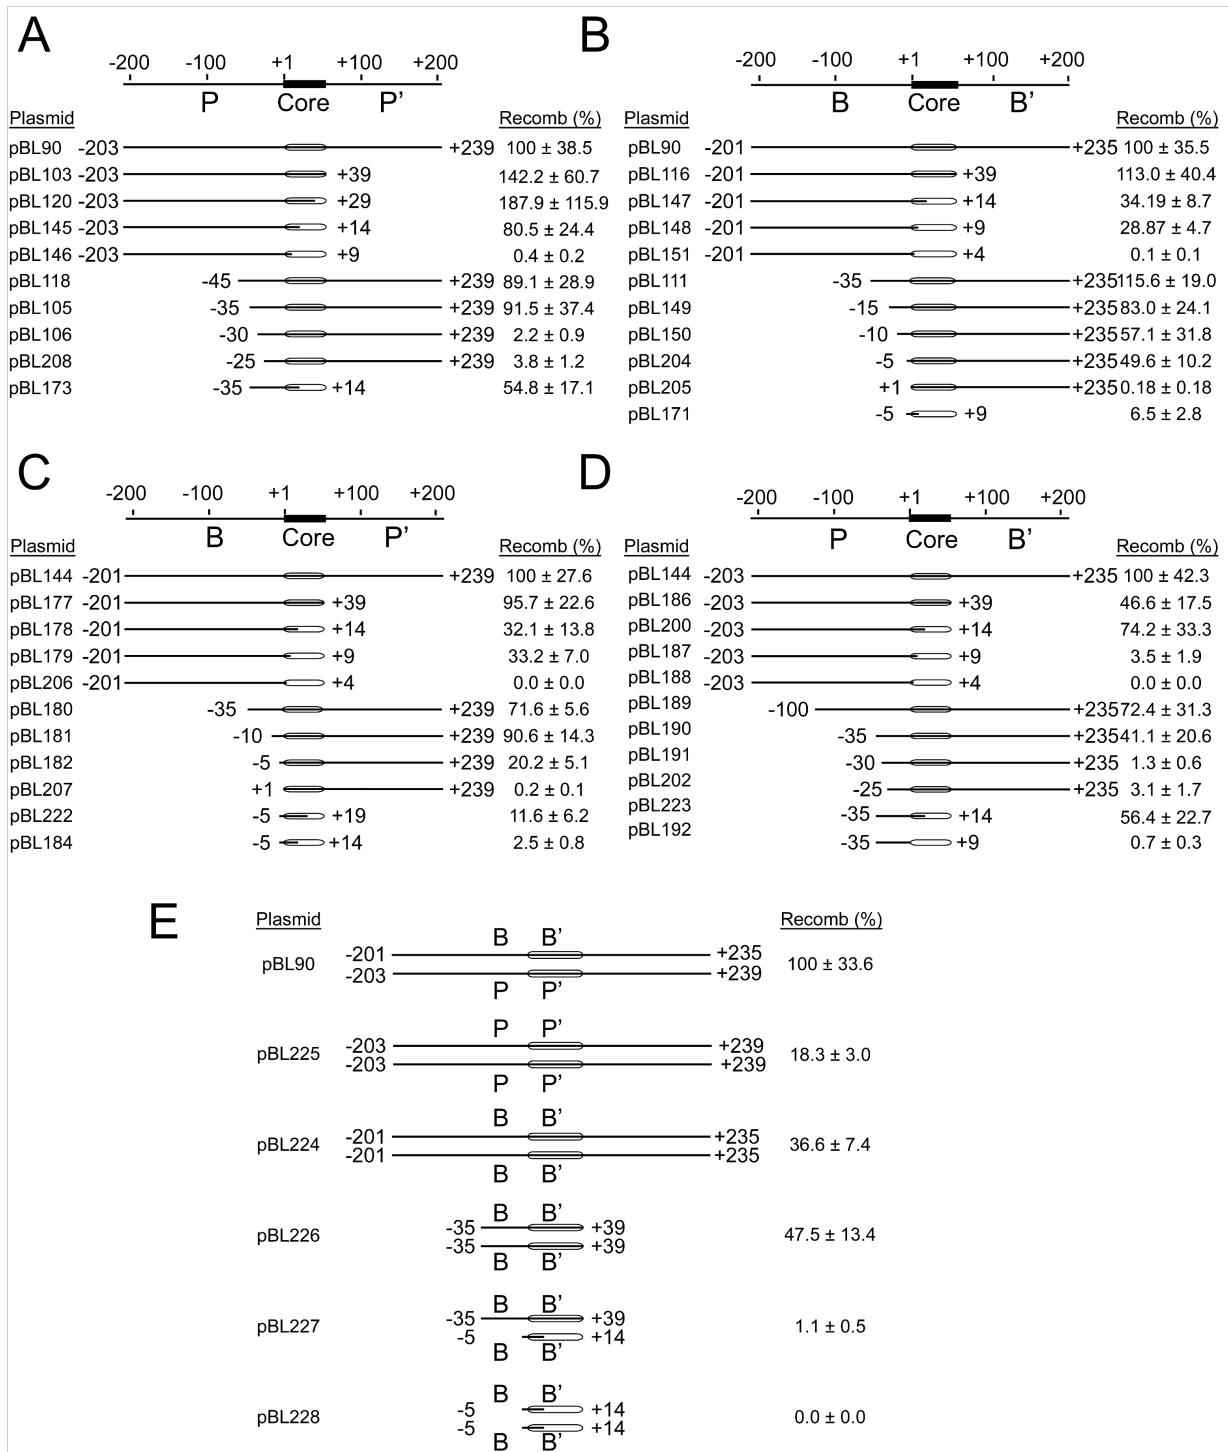 A
-200 -100 +1 +100 +200
P Core P'
Plasmid Recomb (%)
pBL90 -203 +239 100 ± 38.5
pBL103 -203 +39 142.2 ± 60.7
pBL120 -203 +29 187.9 ± 115.9
pBL145 -203 +14 80.5 ± 24.4
pBL146 -203 +9 0.4 ± 0.2
pBL118 -45 +239 89.1 ± 28.9
pBL105 -35 +239 91.5 ± 37.4
pBL106 -30 +239 2.2 ± 0.9
pBL208 -25 +239 3.8 ± 1.2
pBL173 -35 +14 54.8 ± 17.1
B
-200 -100 +1 +100 +200
B Core B'
Plasmid Recomb (%)
pBL90 -201 +235 100 ± 35.5
pBL116 -201 +39 113.0 ± 40.4
pBL147 -201 +14 34.19 ± 8.7
pBL148 -201 +9 28.87 ± 4.7
pBL151 -201 +4 0.1 ± 0.1
pBL111 -35 +235 115.6 ± 19.0
pBL149 -15 +235 83.0 ± 24.1
pBL150 -10 +235 57.1 ± 31.8
pBL204 -5 +235 49.6 ± 10.2
pBL205 +1 +235 0.18 ± 0.18
pBL171 -5 +9 6.5 ± 2.8
C
-200 -100 +1 +100 +200
B Core P'
Plasmid Recomb (%)
pBL144 -201 +239 100 ± 27.6
pBL177 -201 +39 95.7 ± 22.6
pBL178 -201 +14 32.1 ± 13.8
pBL179 -201 +9 33.2 ± 7.0
pBL206 -201 +4 0.0 ± 0.0
pBL180 -35 +239 71.6 ± 5.6
pBL181 -10 +239 90.6 ± 14.3
pBL182 -5 +239 20.2 ± 5.1
pBL207 +1 +239 0.2 ± 0.1
pBL222 -5 +19 11.6 ± 6.2
pBL184 -5 +14 2.5 ± 0.8
D
-200 -100 +1 +100 +200
P Core B'
Plasmid Recomb (%)
pBL144 -203 +235 100 ± 42.3
pBL186 -203 +39 46.6 ± 17.5
pBL200 -203 +14 74.2 ± 33.3
pBL187 -203 +9 3.5 ± 1.9
pBL188 -203 +4 0.0 ± 0.0
pBL189 -100 +235 72.4 ± 31.3
pBL190 -35 +235 41.1 ± 20.6
pBL191 -30 +235 1.3 ± 0.6
pBL202 -25 +235 3.1 ± 1.7
pBL223 -35 +14 56.4 ± 22.7
pBL192 -35 +9 0.7 ± 0.3
E
Plasmid Recomb (%)
B B'
-201 +235
pBL90 100 ± 33.6
-203 +239
P P'
P P'
-203 +239
pBL225 18.3 ± 3.0
-203 +239
P P'
B B'
-201 +235
pBL224 36.6 ± 7.4
-201 +235
B B'
B B'
-35 +39
pBL226 47.5 ± 13.4
-35 +39
B B'
B B'
-35 +39
pBL227 1.1 ± 0.5
-5 +14
B B'
B B'
-5 +14
pBL228 0.0 ± 0.0
-5 +14
B B'